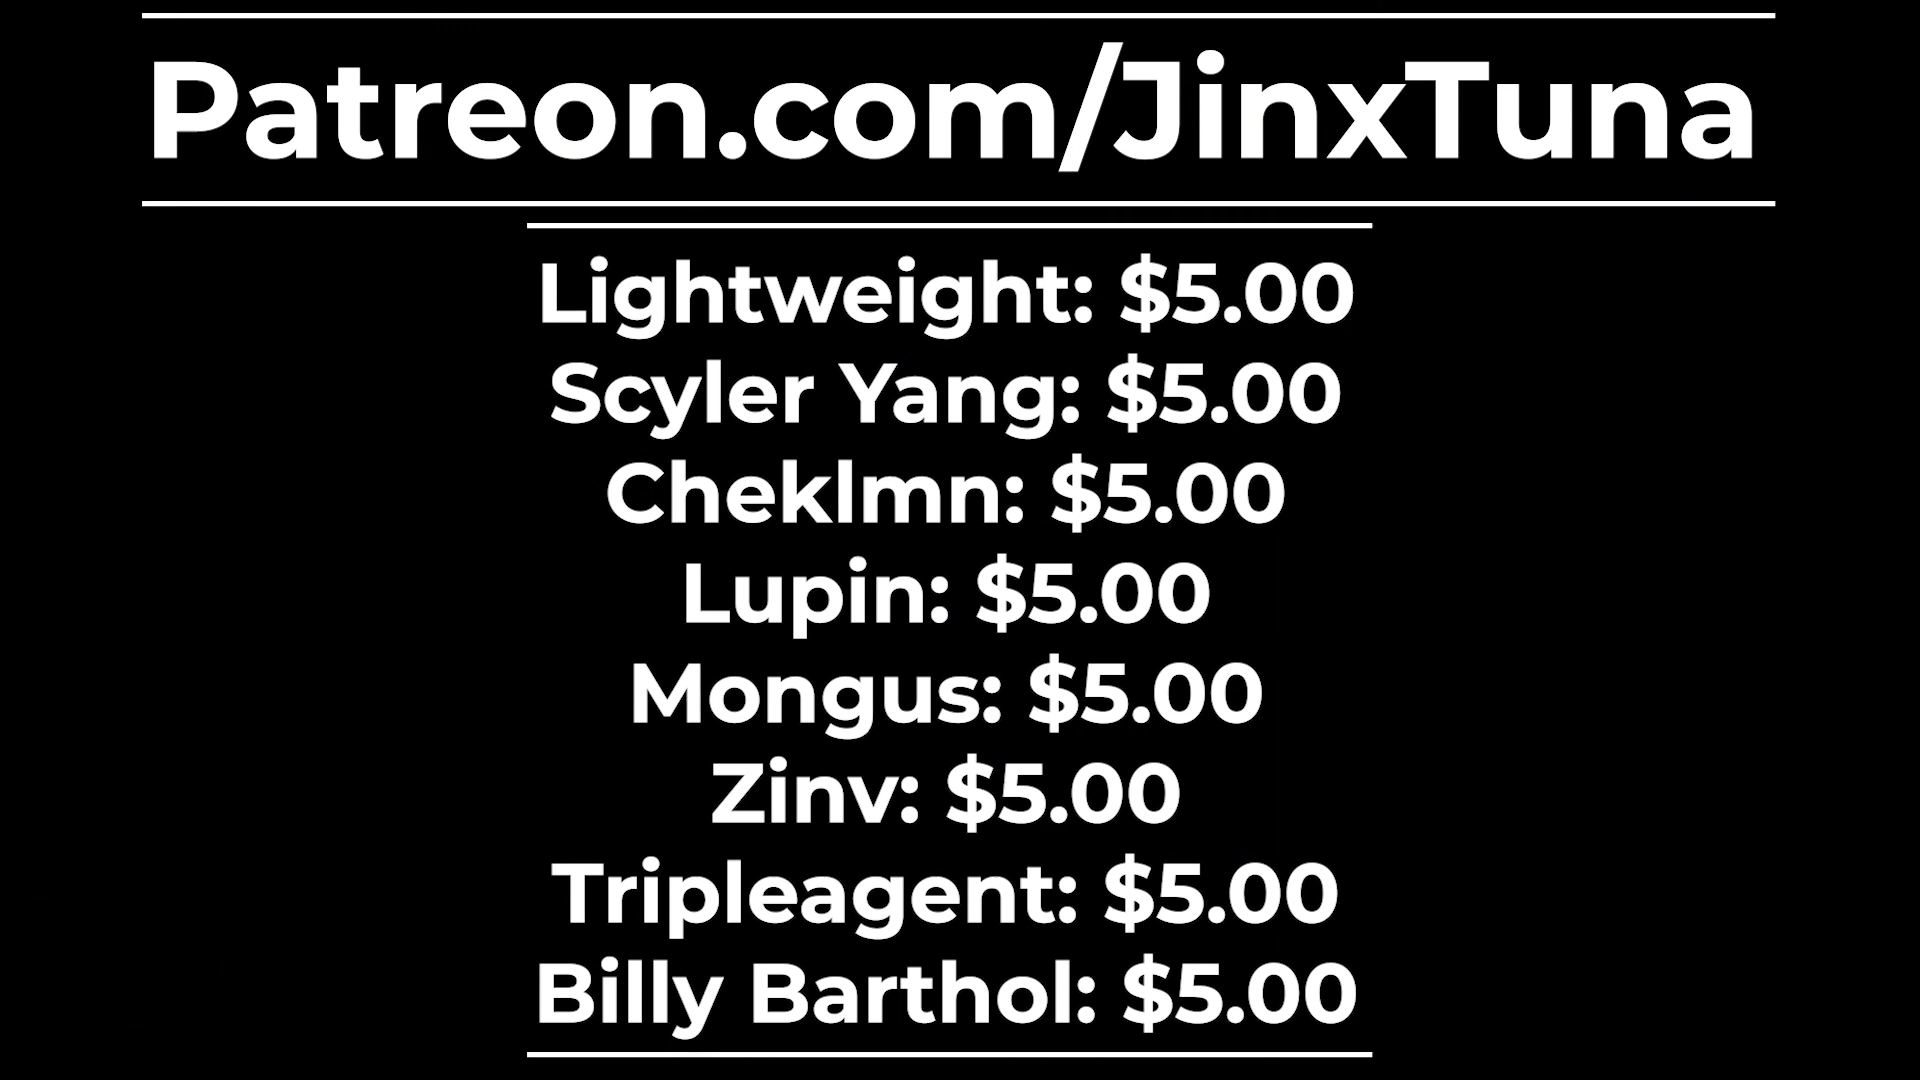 Patreon.com/JinxTuna
Lightweight: $5.00
Scyler Yang: $5.00
Cheklmn: $5.00
Lupin: $5.00
Mongus: $5.00
Zinv: $5.00
Tripleagent: $5.00
Billy Barthol: $5.00